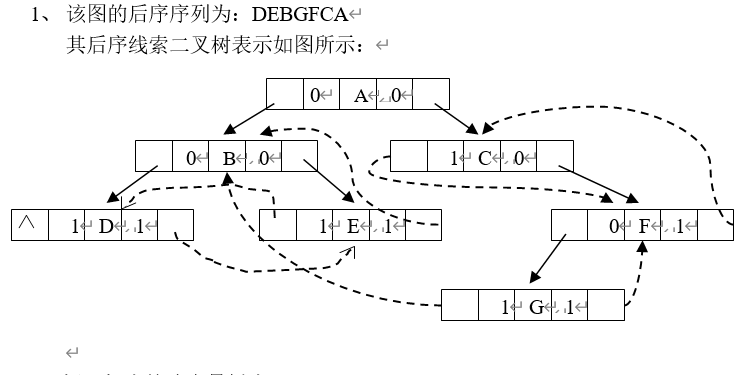 1、 该图的后序序列为：DEBGFCA↵
其后序线索二叉树表示如图所示：↵
0↵ A↵ 0↵
0↵ B↵ 0↵
1↵ C↵ 0↵
^ 1↵ D↵ 1↵
1↵ E↵ 1↵
0↵ F↵ 1↵
1↵ G↵ 1↵
↵